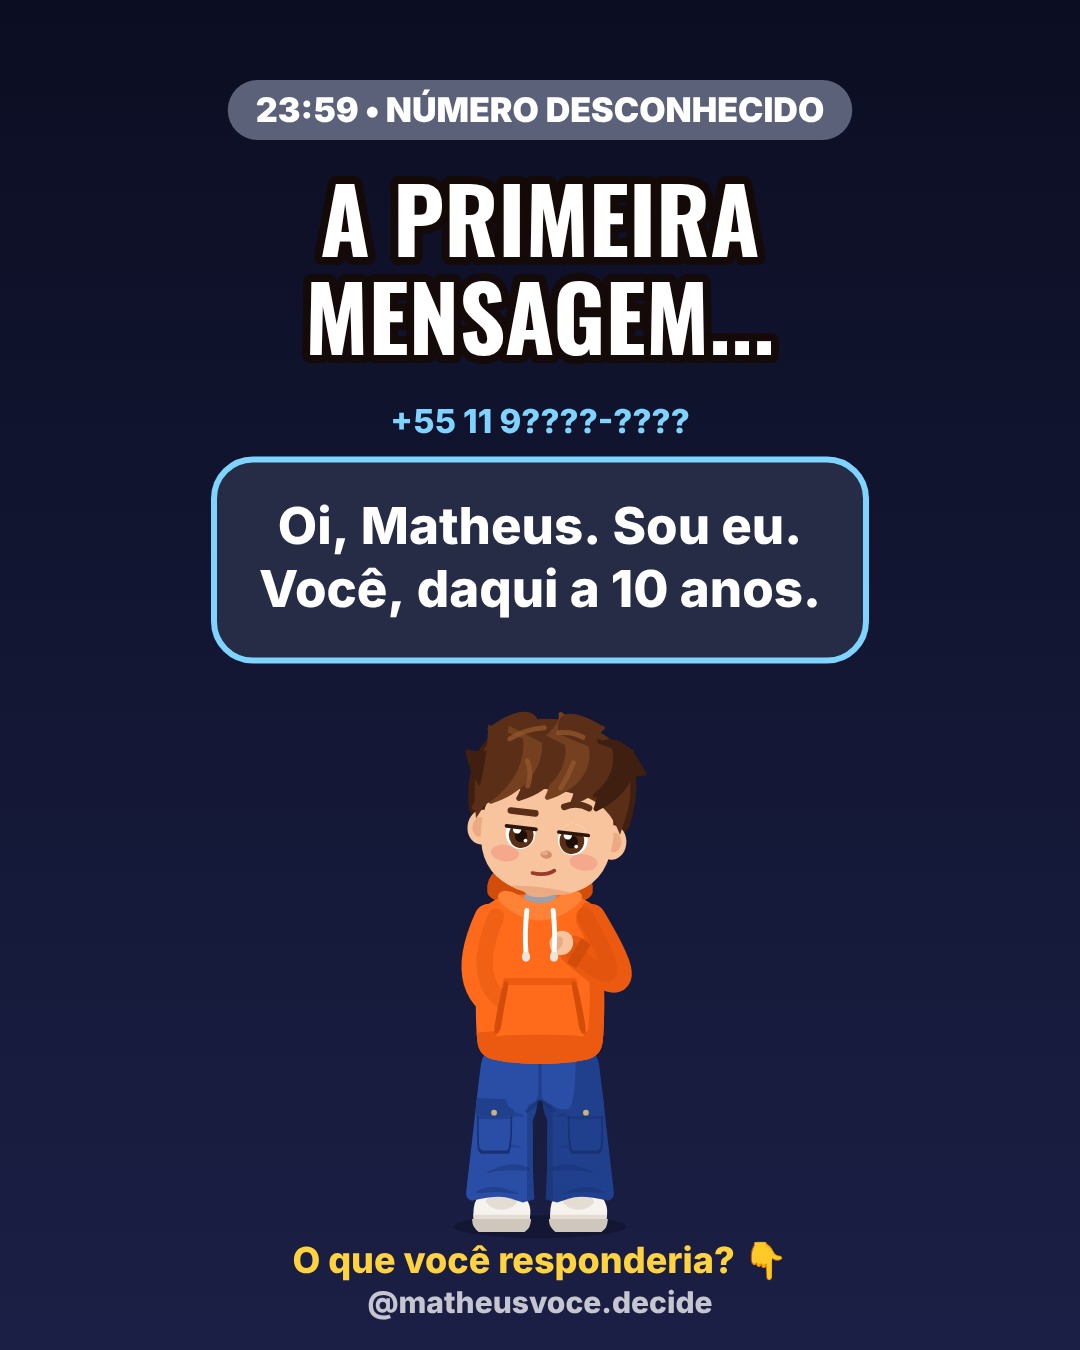 23:59 • NÚMERO DESCONHECIDO
A PRIMEIRA
MENSAGEM...
+55 11 9????-????
Oi, Matheus. Sou eu.
Você, daqui a 10 anos.
O que você responderia? 👇
@matheusvoce.decide